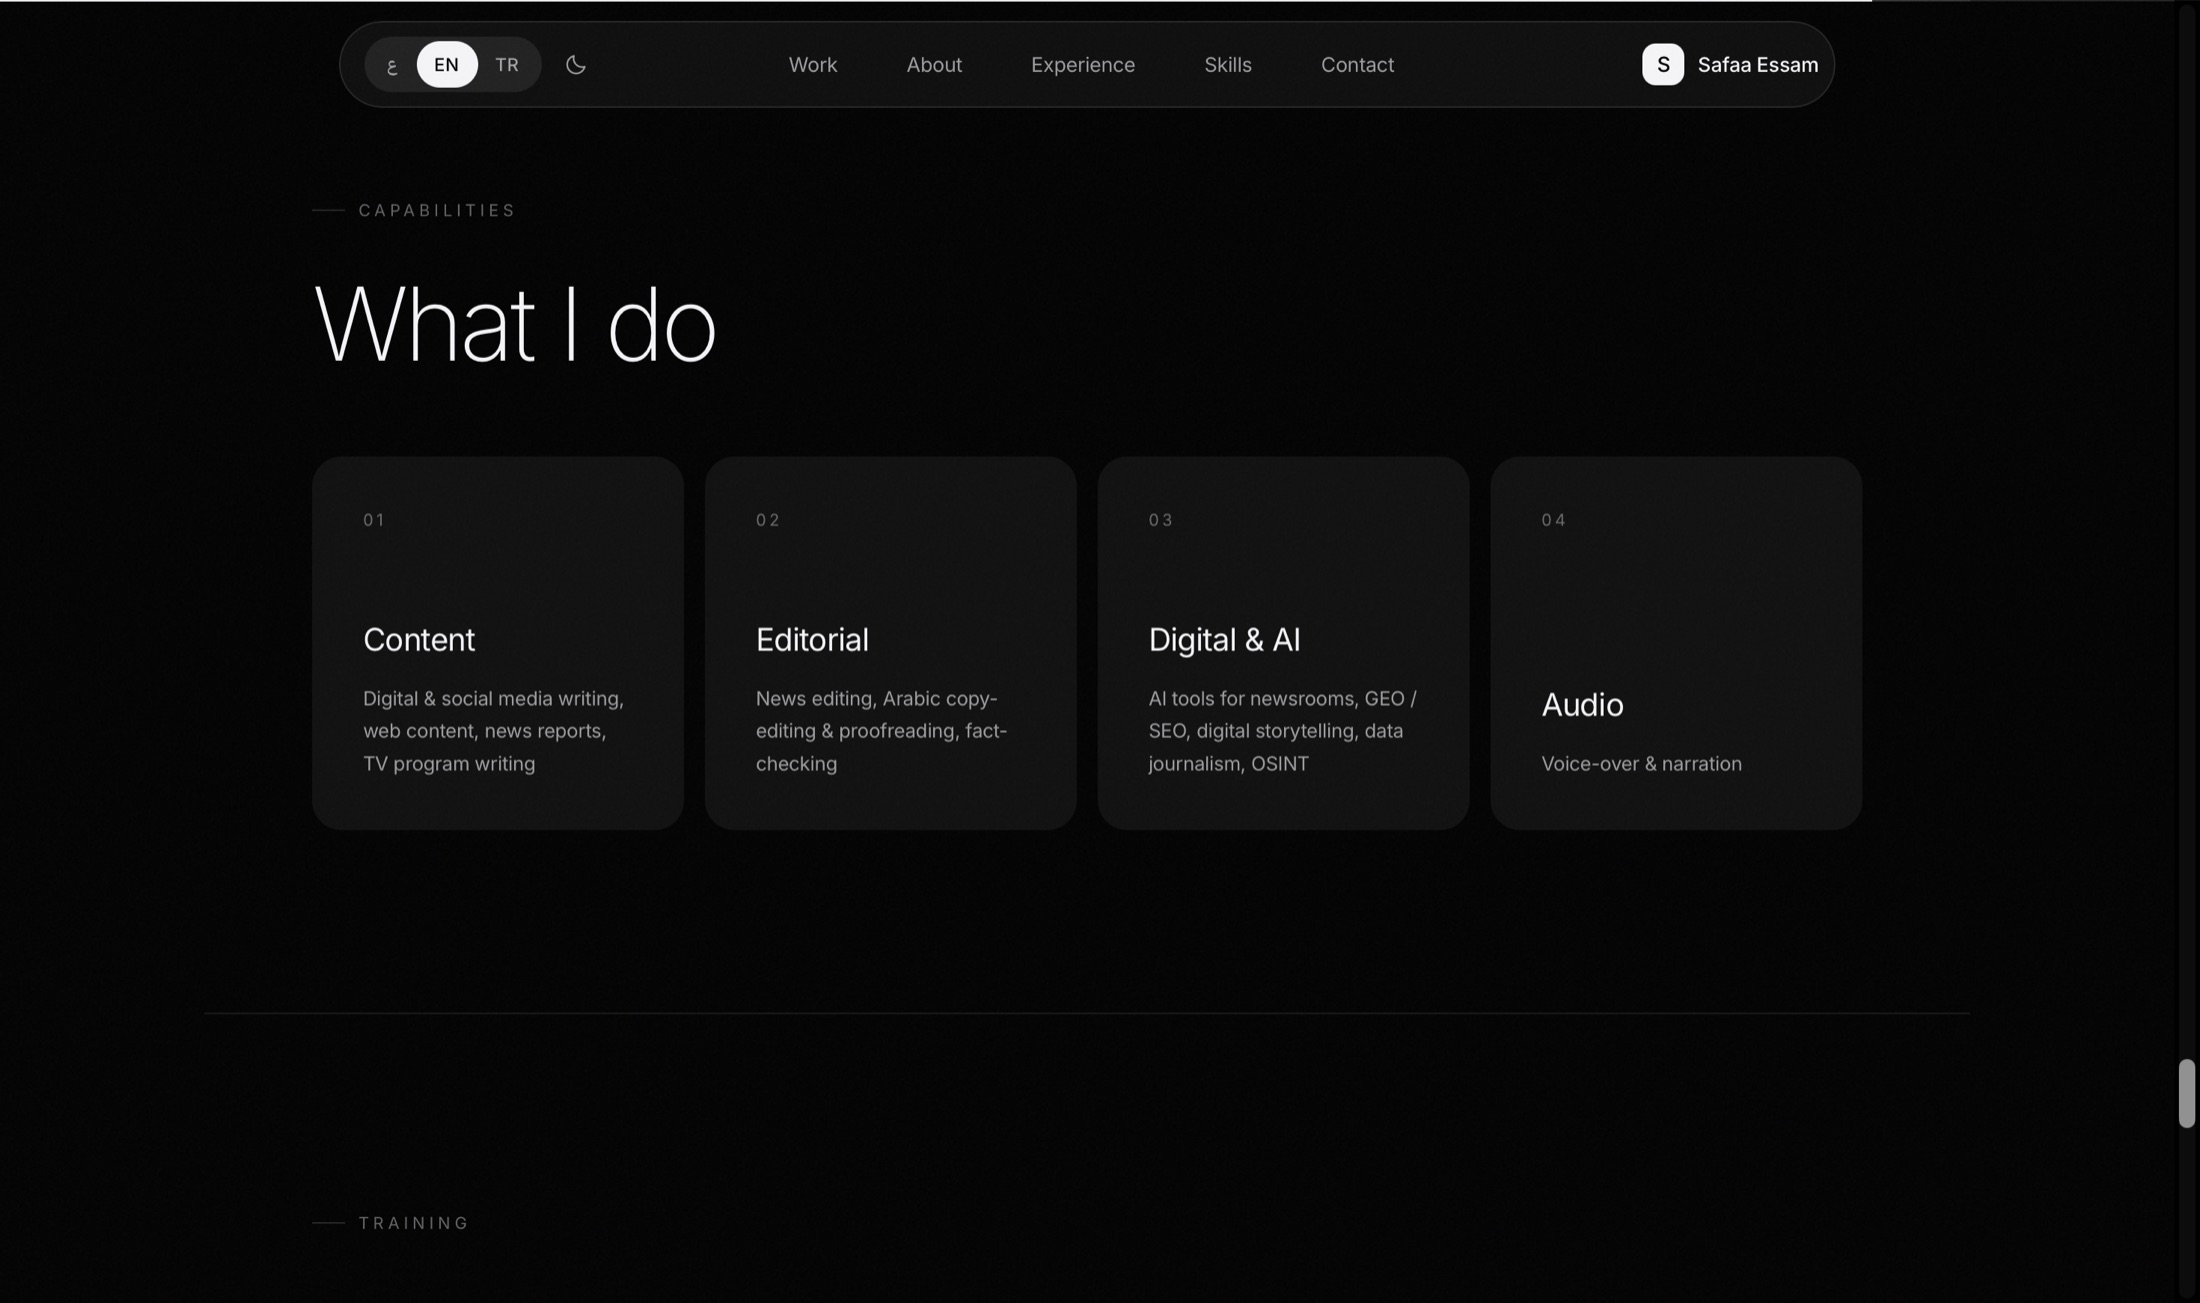 ع EN TR Work About Experience Skills Contact S Safaa Essam
CAPABILITIES
What I do
01
Content
Digital & social media writing,
web content, news reports,
TV program writing
02
Editorial
News editing, Arabic copy-
editing & proofreading, fact-
checking
03
Digital & AI
AI tools for newsrooms, GEO /
SEO, digital storytelling, data
journalism, OSINT
04
Audio
Voice-over & narration
TRAINING